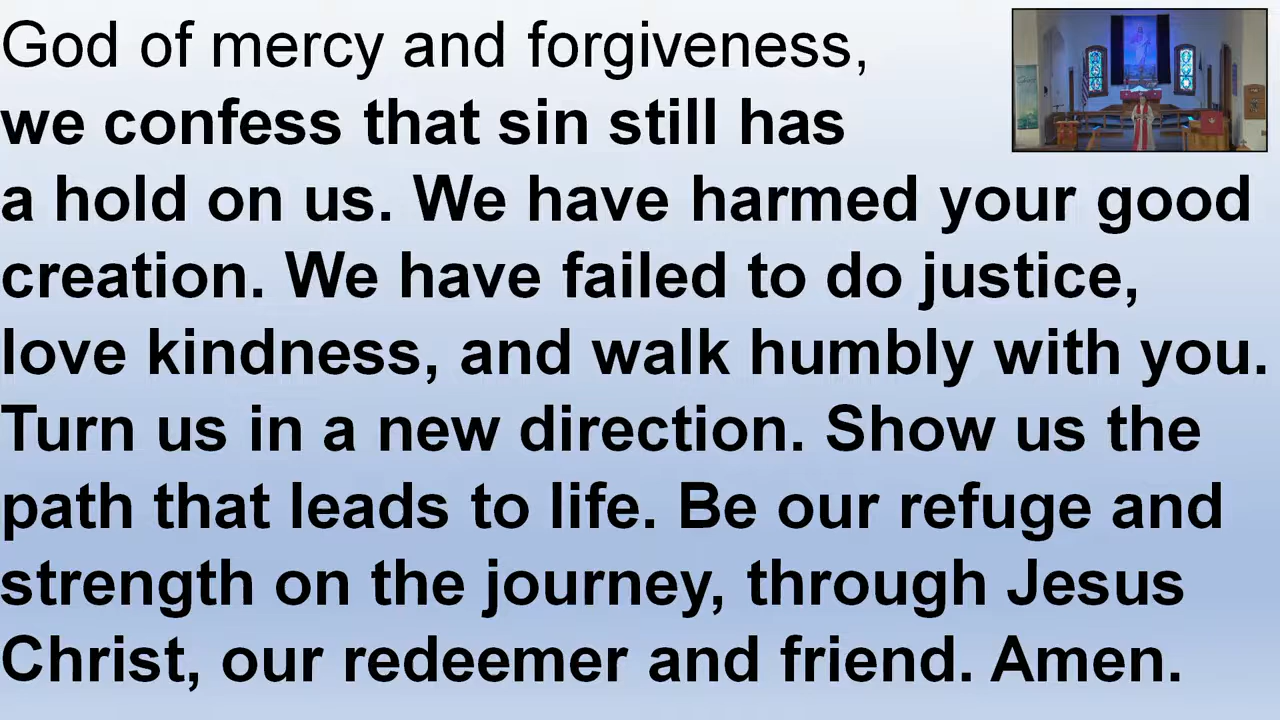 God of mercy and forgiveness,
we confess that sin still has
a hold on us. We have harmed your good
creation. We have failed to do justice,
love kindness, and walk humbly with you.
Turn us in a new direction. Show us the
path that leads to life. Be our refuge and
strength on the journey, through Jesus
Christ, our redeemer and friend. Amen.